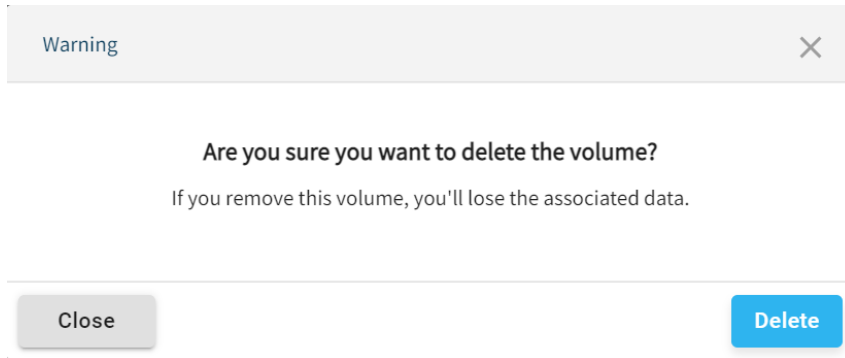 Warning
Are you sure you want to delete the volume?
If you remove this volume, you'll lose the associated data.
Close
Delete